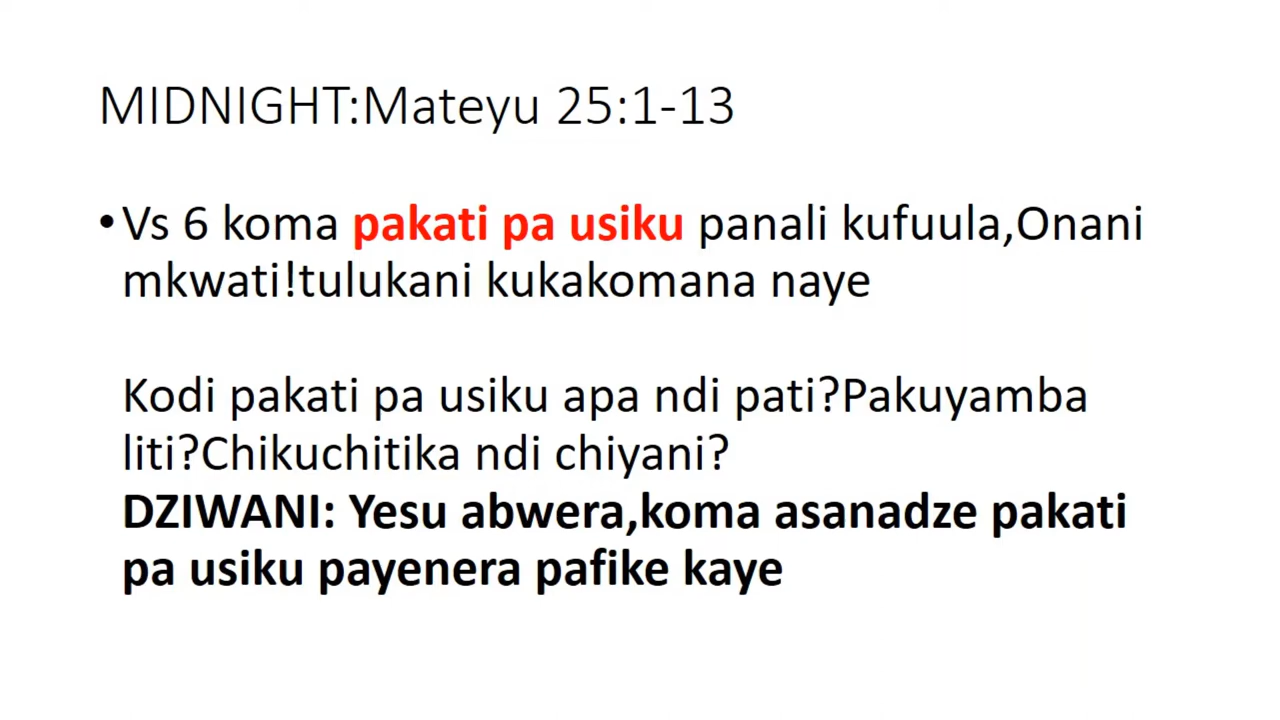 MIDNIGHT:Mateyu 25:1-13
•Vs 6 koma pakati pa usiku panali kufuula,Onani
mkwati!tulukani kukakomana naye
Kodi pakati pa usiku apa ndi pati?Pakuyamba
liti?Chikuchitika ndi chiyani?
DZIWANI: Yesu abwera,koma asanadze pakati
pa usiku payenera pafike kaye